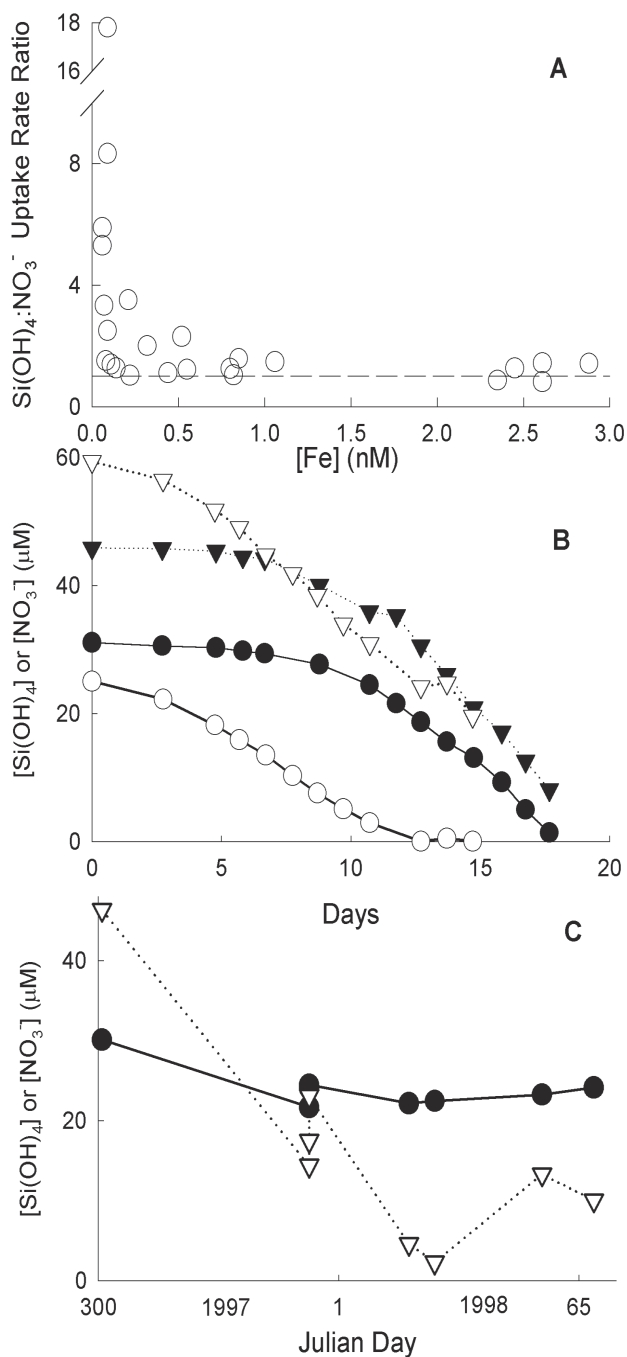 A
Si(OH)4:NO3- Uptake Rate Ratio
18
16
8
4
0
0.0 0.5 1.0 1.5 2.0 2.5 3.0
[Fe] (nM)
B
[Si(OH)4] or [NO3-] (μM)
60
40
20
0
0 5 10 15 20
Days
C
[Si(OH)4] or [NO3-] (μM)
40
20
0
300 1997 1 1998 65
Julian Day